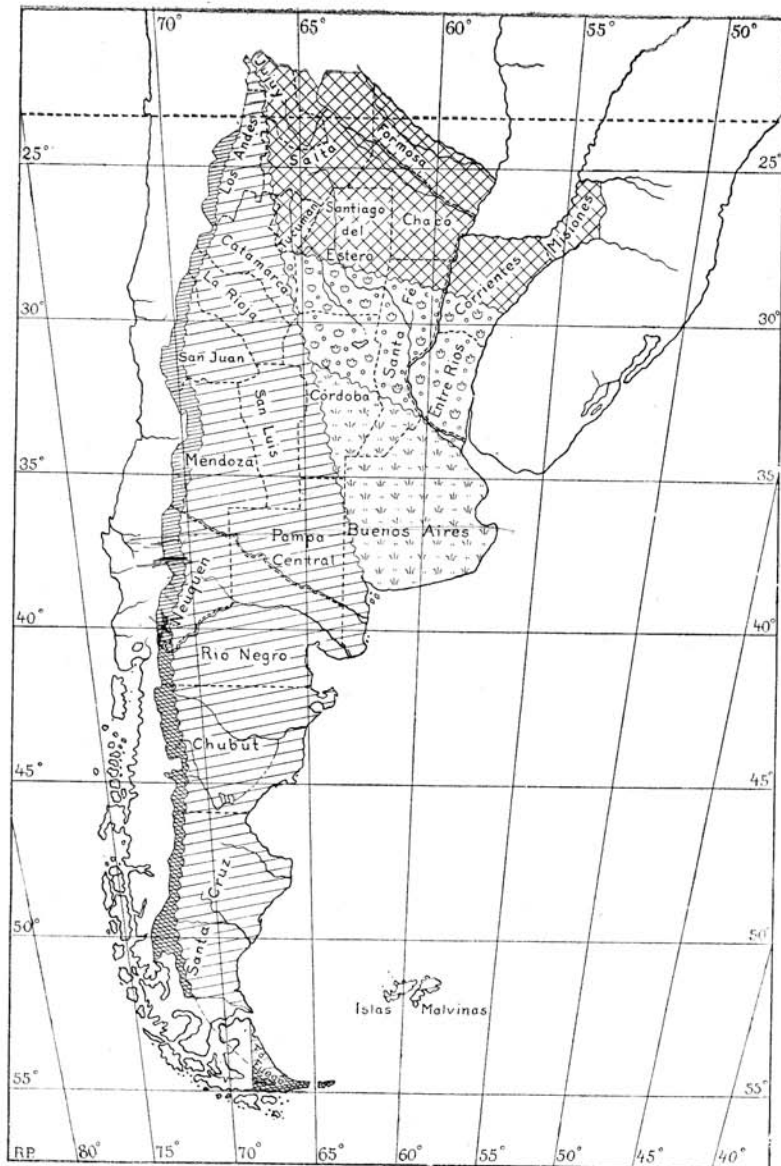 70° 65° 60° 55° 50°
Jujuy
Los Andes
Salta
Formosa
25° 25°
Tucuman
Santiago
del
Estero
Chaco
Misiones
Corrientes
Catamarca
La Rioja
Santa Fe
Entre Rios
30° 30°
San Juan
Córdoba
San Luis
Mendoza
35° 35°
Pampa
Central
Buenos Aires
Neuquen
40° 40°
Rio Negro
Chubut
45° 45°
Santa Cruz
50° 50°
Islas Malvinas
55° 55°
R.P. 80° 75° 70° 65° 60° 55° 50° 45° 40°